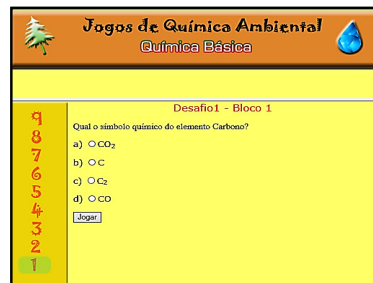 Jogos de Química Ambiental
Química Básica
Desafio1 - Bloco 1
Qual o símbolo químico do elemento Carbono?
a) CO₂
b) C
c) C₂
d) CO
Jogar
9
8
7
6
5
4
3
2
1